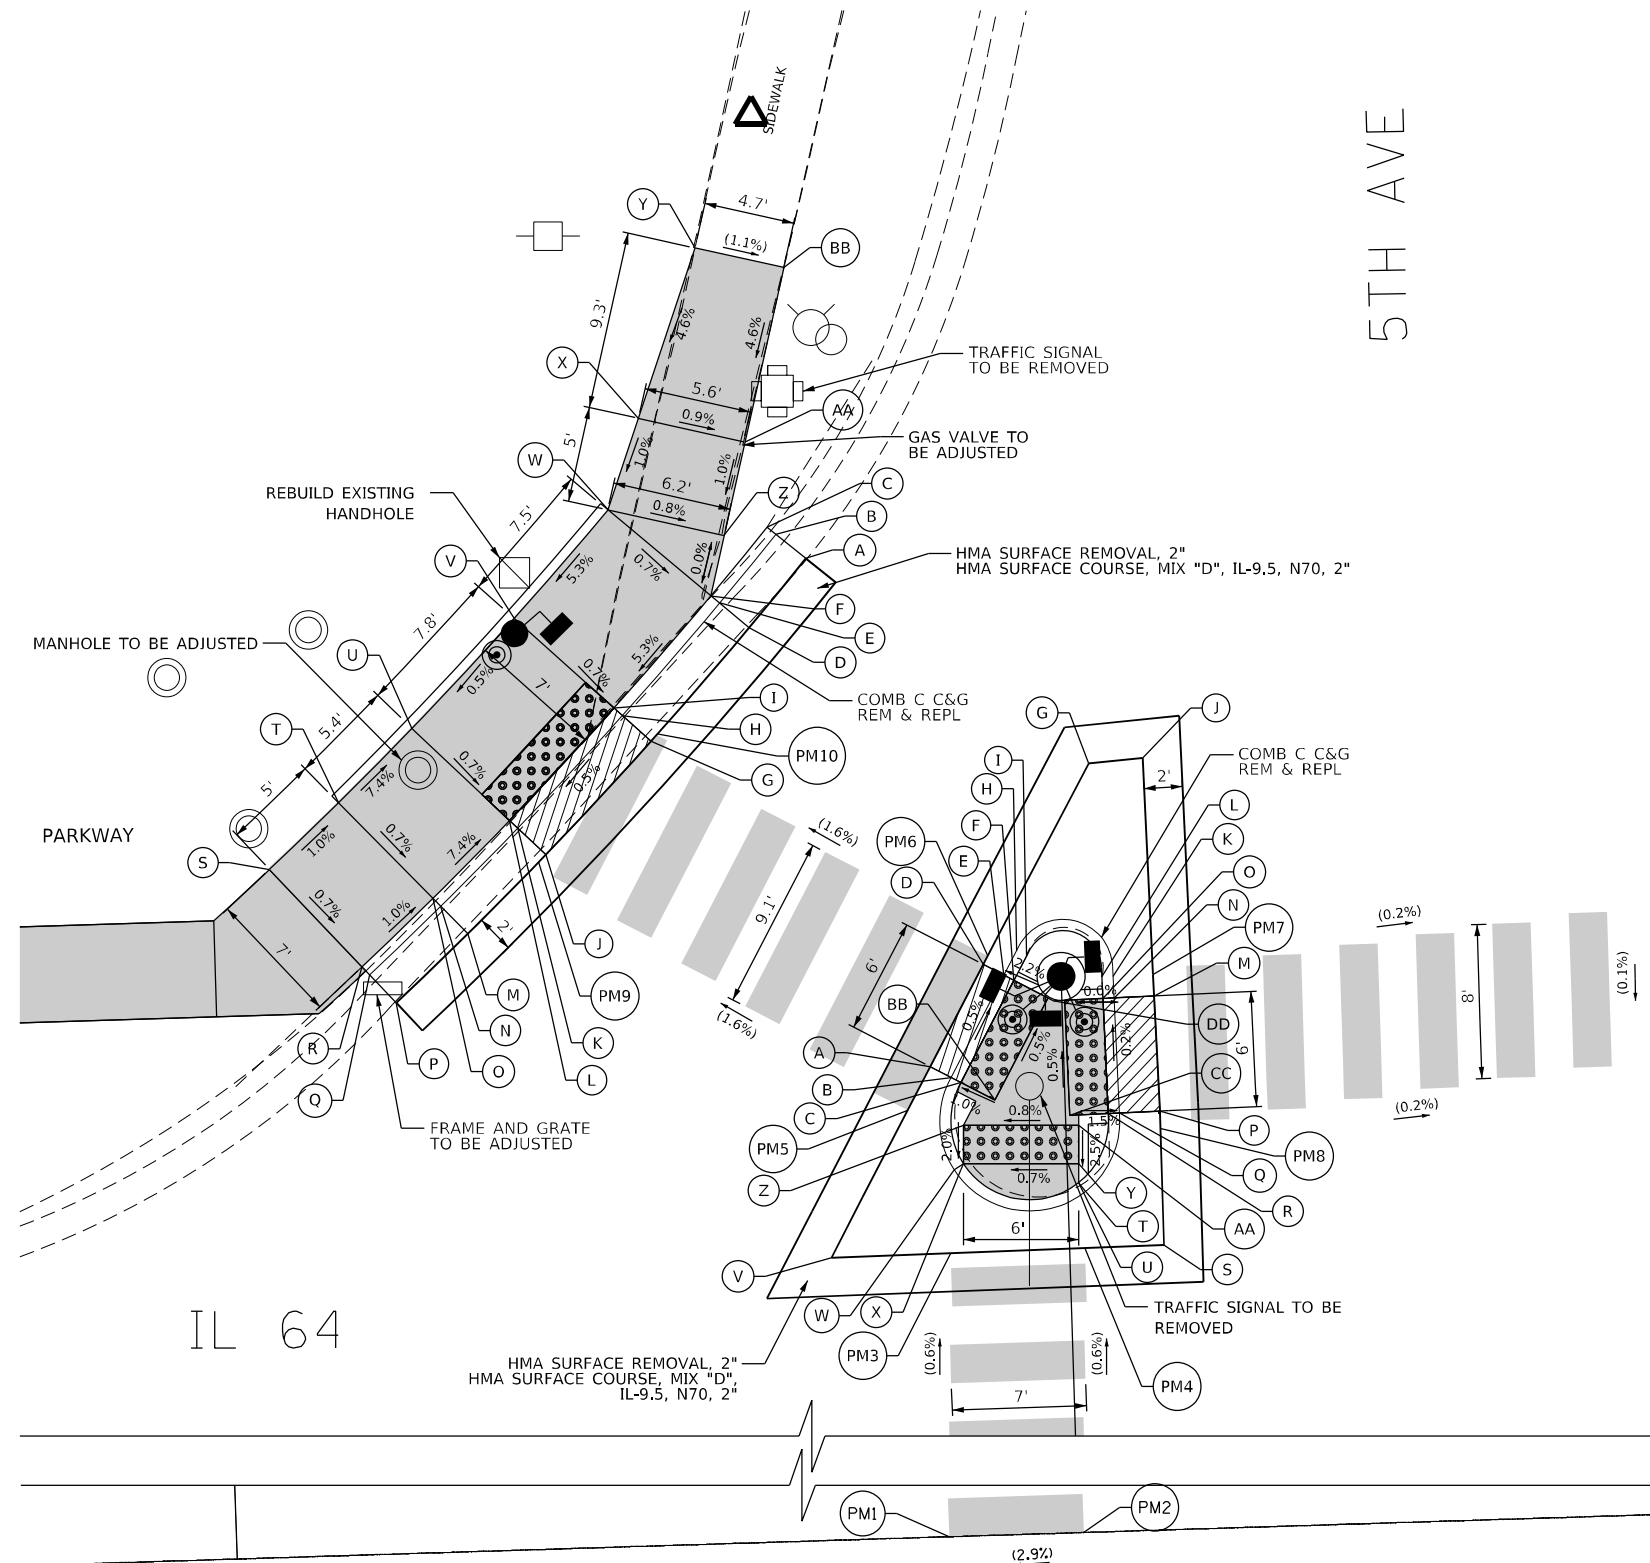 SIDEWALK
5TH AVE
Y
4.7'
(1.1%)
BB
9.3'
4.6%
4.6%
TRAFFIC SIGNAL
TO BE REMOVED
X
5.6'
0.9%
AA
GAS VALVE TO
BE ADJUSTED
5'
1.0%
1.0%
W
6.2'
0.8%
Z
C
B
A
REBUILD EXISTING
HANDHOLE
7.5'
HMA SURFACE REMOVAL, 2"
HMA SURFACE COURSE, MIX "D", IL-9.5, N70, 2"
V
5.3%
0.7%
0.0%
F
E
D
7.8'
MANHOLE TO BE ADJUSTED
U
0.5%
7'
0.7%
5.3%
COMB C C&G
REM & REPL
I
H
PM10
G
T
5.4'
0.7%
7.4%
0.5%
5'
PARKWAY
1.0%
0.7%
7.4%
S
0.7%
1.0%
7'
2'
J
PM9
M
N
K
O
L
R
P
Q
FRAME AND GRATE
TO BE ADJUSTED
(1.6%)
9.1'
(1.6%)
6'
G
J
COMB C C&G
REM & REPL
2'
I
H
F
PM6
E
D
L
K
O
N
PM7
M
BB
2.2%
0.6%
0.5%
0.5%
0.5%
0.2%
DD
6'
CC
A
B
C
PM5
Z
0.8%
1.5%
2.0%
2.5%
0.7%
P
PM8
Q
R
Y
T
AA
6'
V
U
S
W
X
PM3
(0.2%)
(0.2%)
8'
(0.1%)
TRAFFIC SIGNAL TO BE
REMOVED
IL 64
HMA SURFACE REMOVAL, 2"
HMA SURFACE COURSE, MIX "D",
IL-9.5, N70, 2"
(0.6%)
(0.6%)
PM4
7'
PM1
PM2
(2.9%)